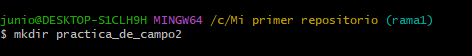 junio@DESKTOP-S1CLH9H MINGW64 /c/Mi primer repositorio (rama1)
$ mkdir practica_de_campo2